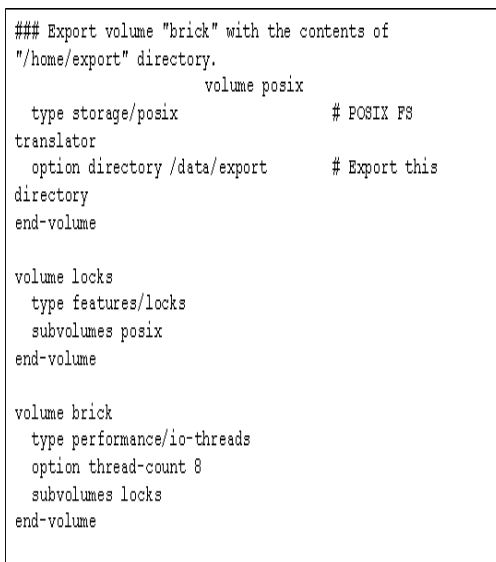 ### Export volume "brick" with the contents of
"/home/export" directory.
volume posix
type storage/posix # POSIX FS
translator
option directory /data/export # Export this
directory
end-volume
volume locks
type features/locks
subvolumes posix
end-volume
volume brick
type performance/io-threads
option thread-count 8
subvolumes locks
end-volume